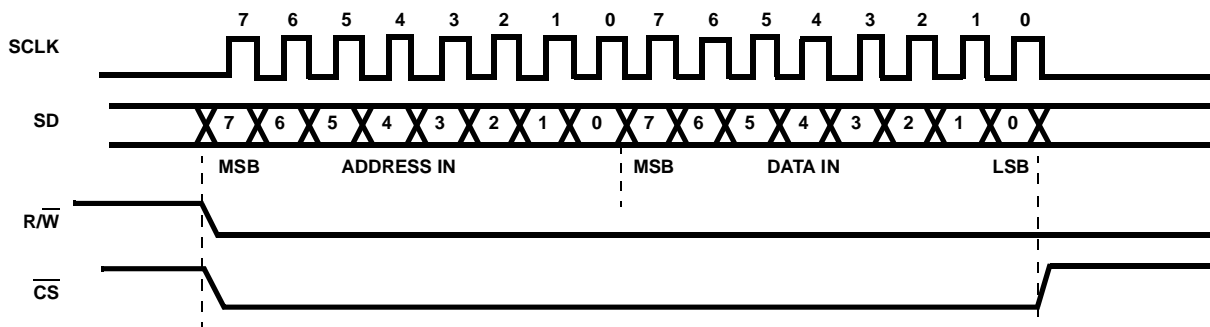 7 6 5 4 3 2 1 0 7 6 5 4 3 2 1 0
SCLK
SD 7 6 5 4 3 2 1 0 7 6 5 4 3 2 1 0
MSB ADDRESS IN MSB DATA IN LSB
R/W̅
C̅S̅